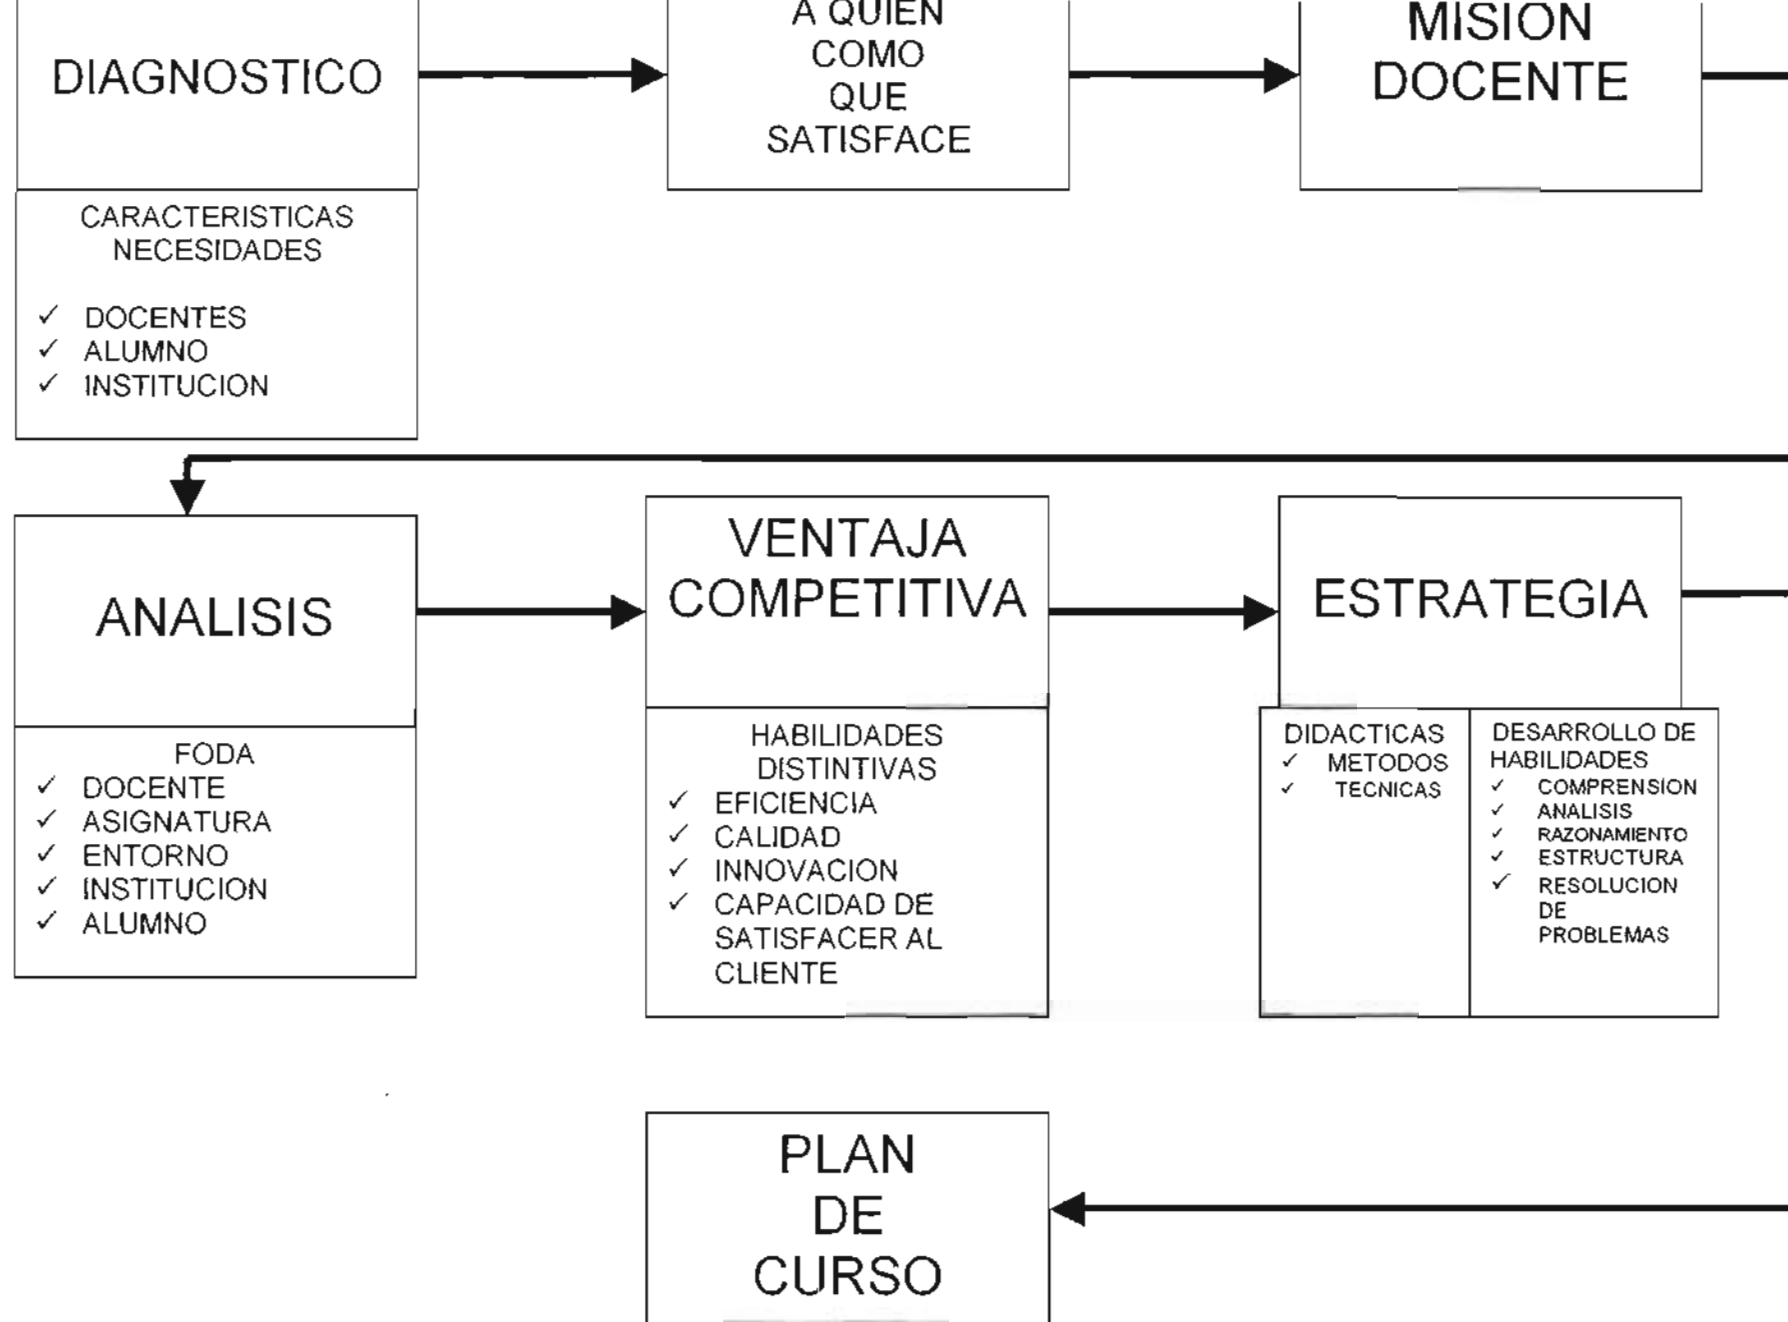 DIAGNOSTICO
A QUIEN
COMO
QUE
SATISFACE
MISION
DOCENTE
CARACTERISTICAS
NECESIDADES
✓ DOCENTES
✓ ALUMNO
✓ INSTITUCION
ANALISIS
FODA
✓ DOCENTE
✓ ASIGNATURA
✓ ENTORNO
✓ INSTITUCION
✓ ALUMNO
VENTAJA
COMPETITIVA
HABILIDADES
DISTINTIVAS
✓ EFICIENCIA
✓ CALIDAD
✓ INNOVACION
✓ CAPACIDAD DE
SATISFACER AL
CLIENTE
ESTRATEGIA
DIDACTICAS
✓ METODOS
✓ TECNICAS
DESARROLLO DE
HABILIDADES
✓ COMPRENSION
✓ ANALISIS
✓ RAZONAMIENTO
✓ ESTRUCTURA
✓ RESOLUCION
DE
PROBLEMAS
PLAN
DE
CURSO